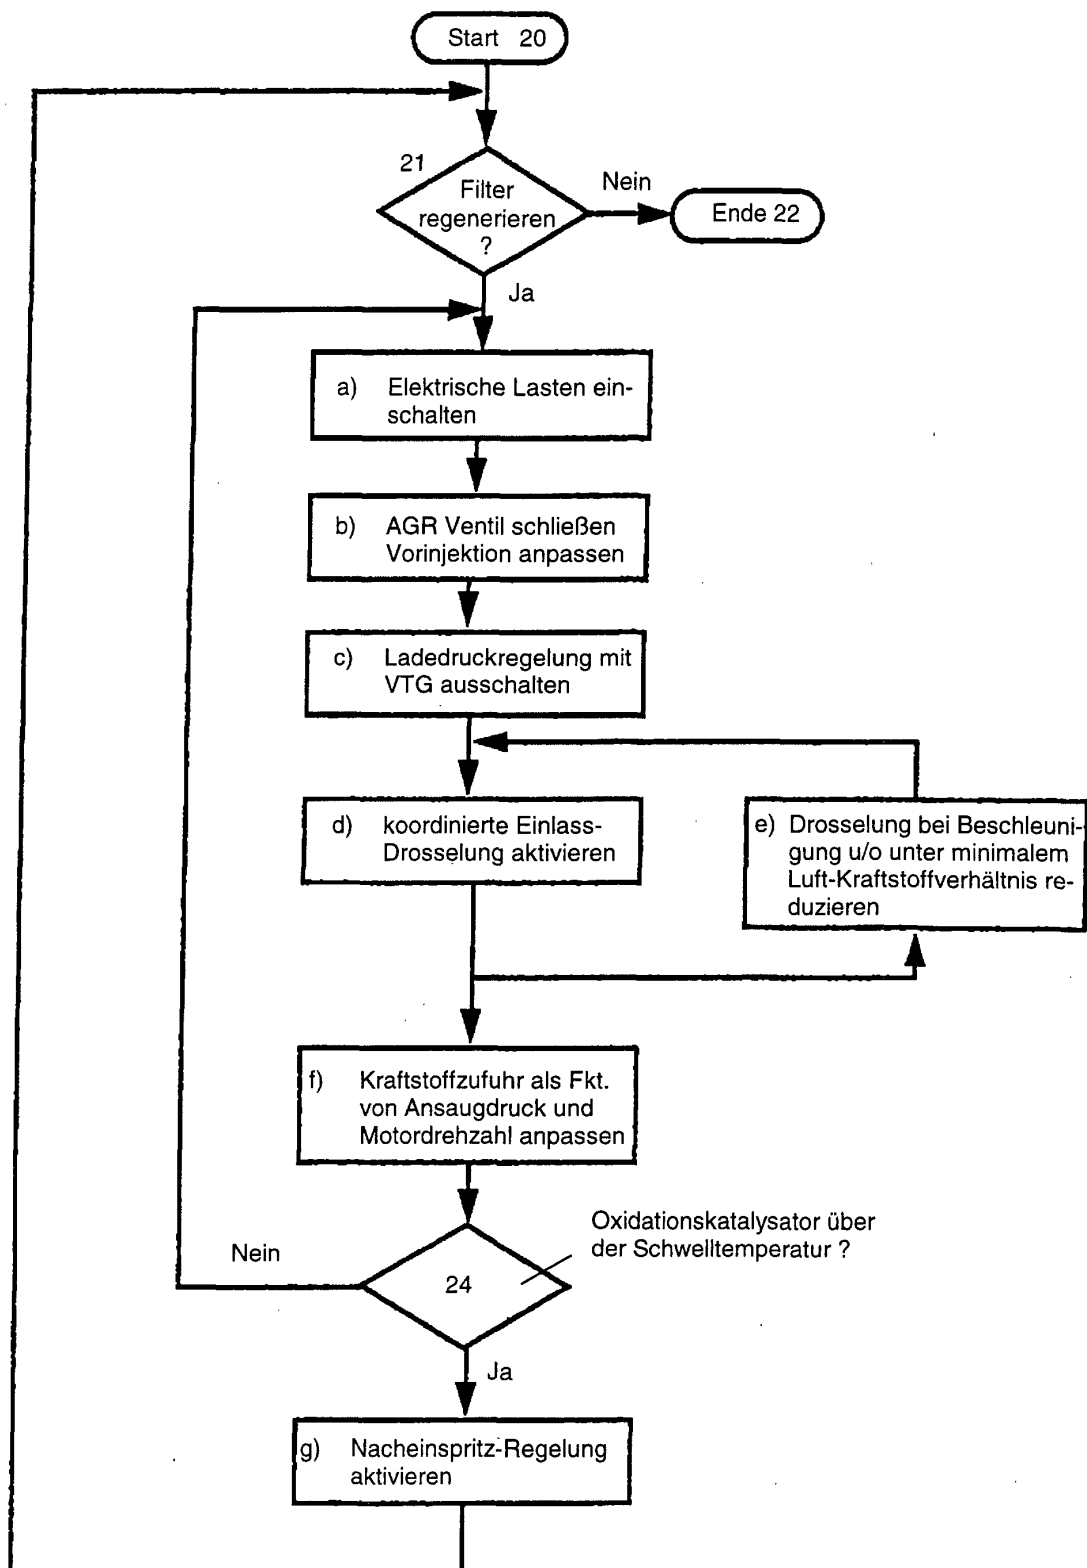 Start 20
21
Filter
regenerieren
?
Nein
Ende 22
Ja
a) Elektrische Lasten ein-
schalten
b) AGR Ventil schließen
Vorinjektion anpassen
c) Ladedruckregelung mit
VTG ausschalten
d) koordinierte Einlass-
Drosselung aktivieren
e) Drosselung bei Beschleuni-
gung u/o unter minimalem
Luft-Kraftstoffverhältnis re-
duzieren
f) Kraftstoffzufuhr als Fkt.
von Ansaugdruck und
Motordrehzahl anpassen
Oxidationskatalysator über
der Schwelltemperatur ?
Nein
24
Ja
g) Nacheinspritz-Regelung
aktivieren